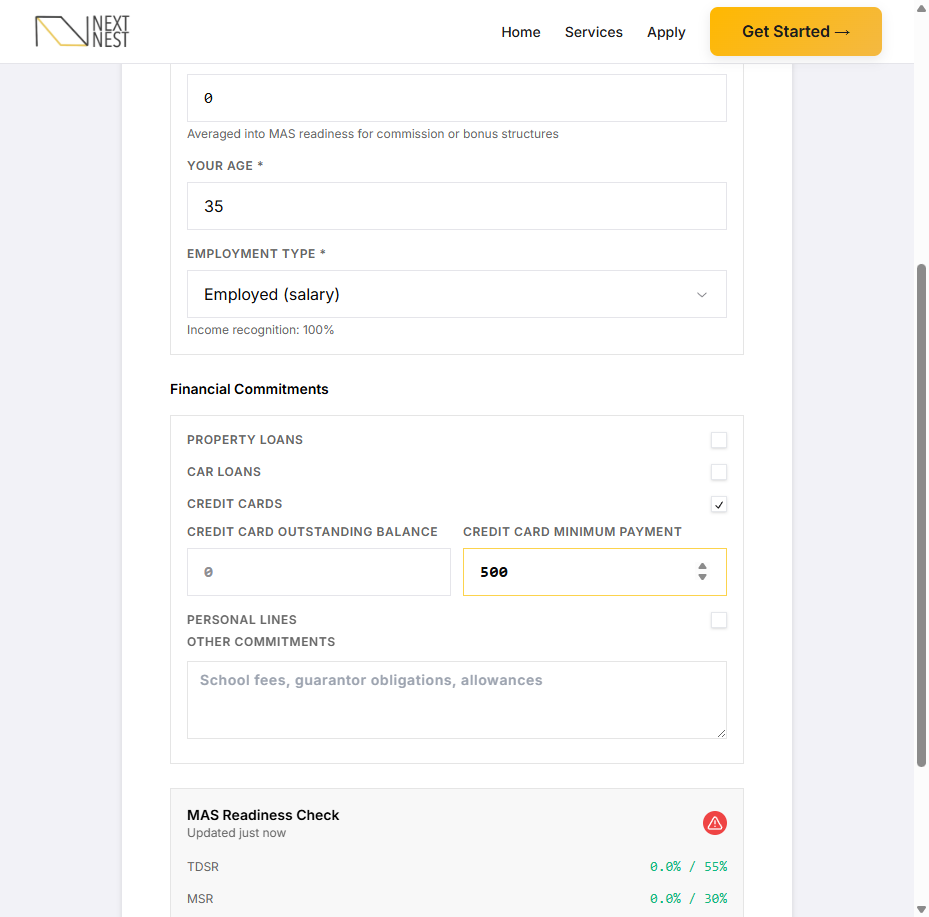 NEXT
NEST
Home Services Apply Get Started →
0
Averaged into MAS readiness for commission or bonus structures
YOUR AGE *
35
EMPLOYMENT TYPE *
Employed (salary)
Income recognition: 100%
Financial Commitments
PROPERTY LOANS
CAR LOANS
CREDIT CARDS
CREDIT CARD OUTSTANDING BALANCE CREDIT CARD MINIMUM PAYMENT
0 500
PERSONAL LINES
OTHER COMMITMENTS
School fees, guarantor obligations, allowances
MAS Readiness Check
Updated just now
TDSR 0.0% / 55%
MSR 0.0% / 30%